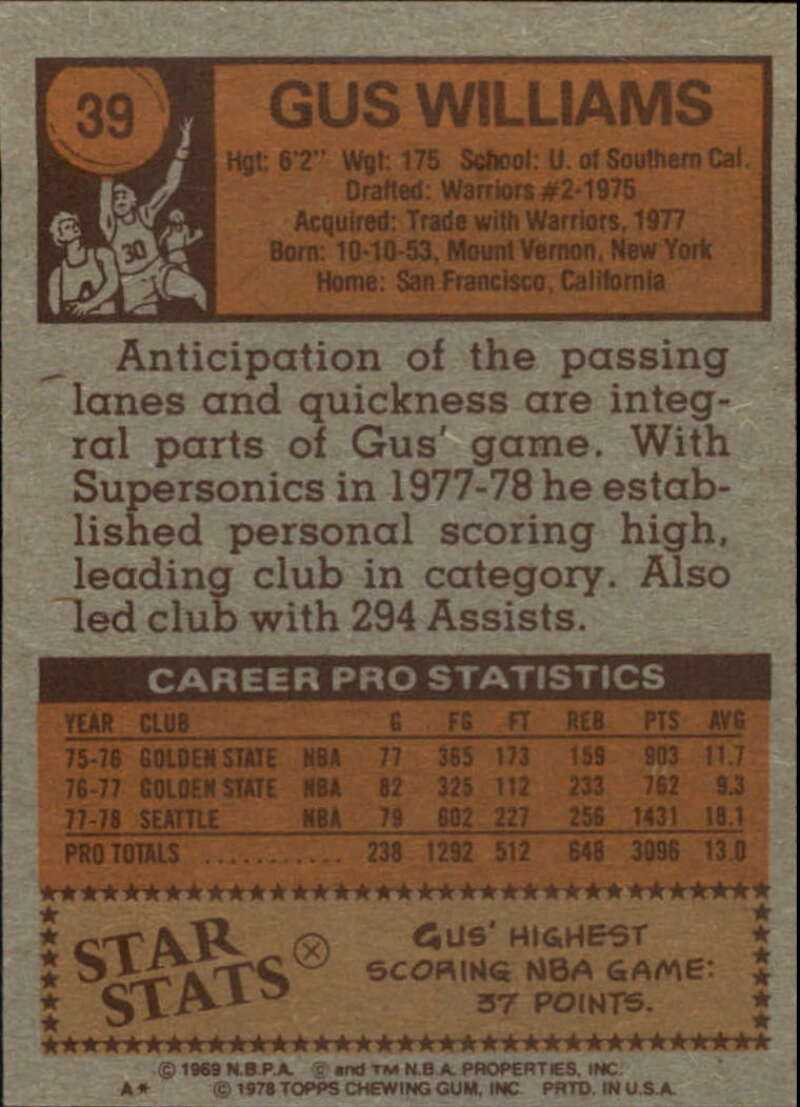 39
GUS WILLIAMS
Hgt: 6'2" Wgt: 175 School: U. of Southern Cal.
Drafted: Warriors #2-1975
Acquired: Trade with Warriors, 1977
Born: 10-10-53, Mount Vernon, New York
Home: San Francisco, California
30
Anticipation of the passing
lanes and quickness are integ-
ral parts of Gus' game. With
Supersonics in 1977-78 he estab-
lished personal scoring high,
leading club in category. Also
led club with 294 Assists.
CAREER PRO STATISTICS
YEAR CLUB G FG FT REB PTS AVG
75-76 GOLDEN STATE NBA 77 365 173 159 903 11.7
76-77 GOLDEN STATE NBA 82 325 112 233 762 9.3
77-78 SEATTLE NBA 79 602 227 256 1431 18.1
PRO TOTALS ........... 238 1292 512 648 3096 13.0
STAR STATS
GUS' HIGHEST
SCORING NBA GAME:
37 POINTS.
© 1969 N.B.P.A. © and TM N.B.A. PROPERTIES, INC.
A* © 1978 TOPPS CHEWING GUM, INC. PRTD. IN U.S.A.